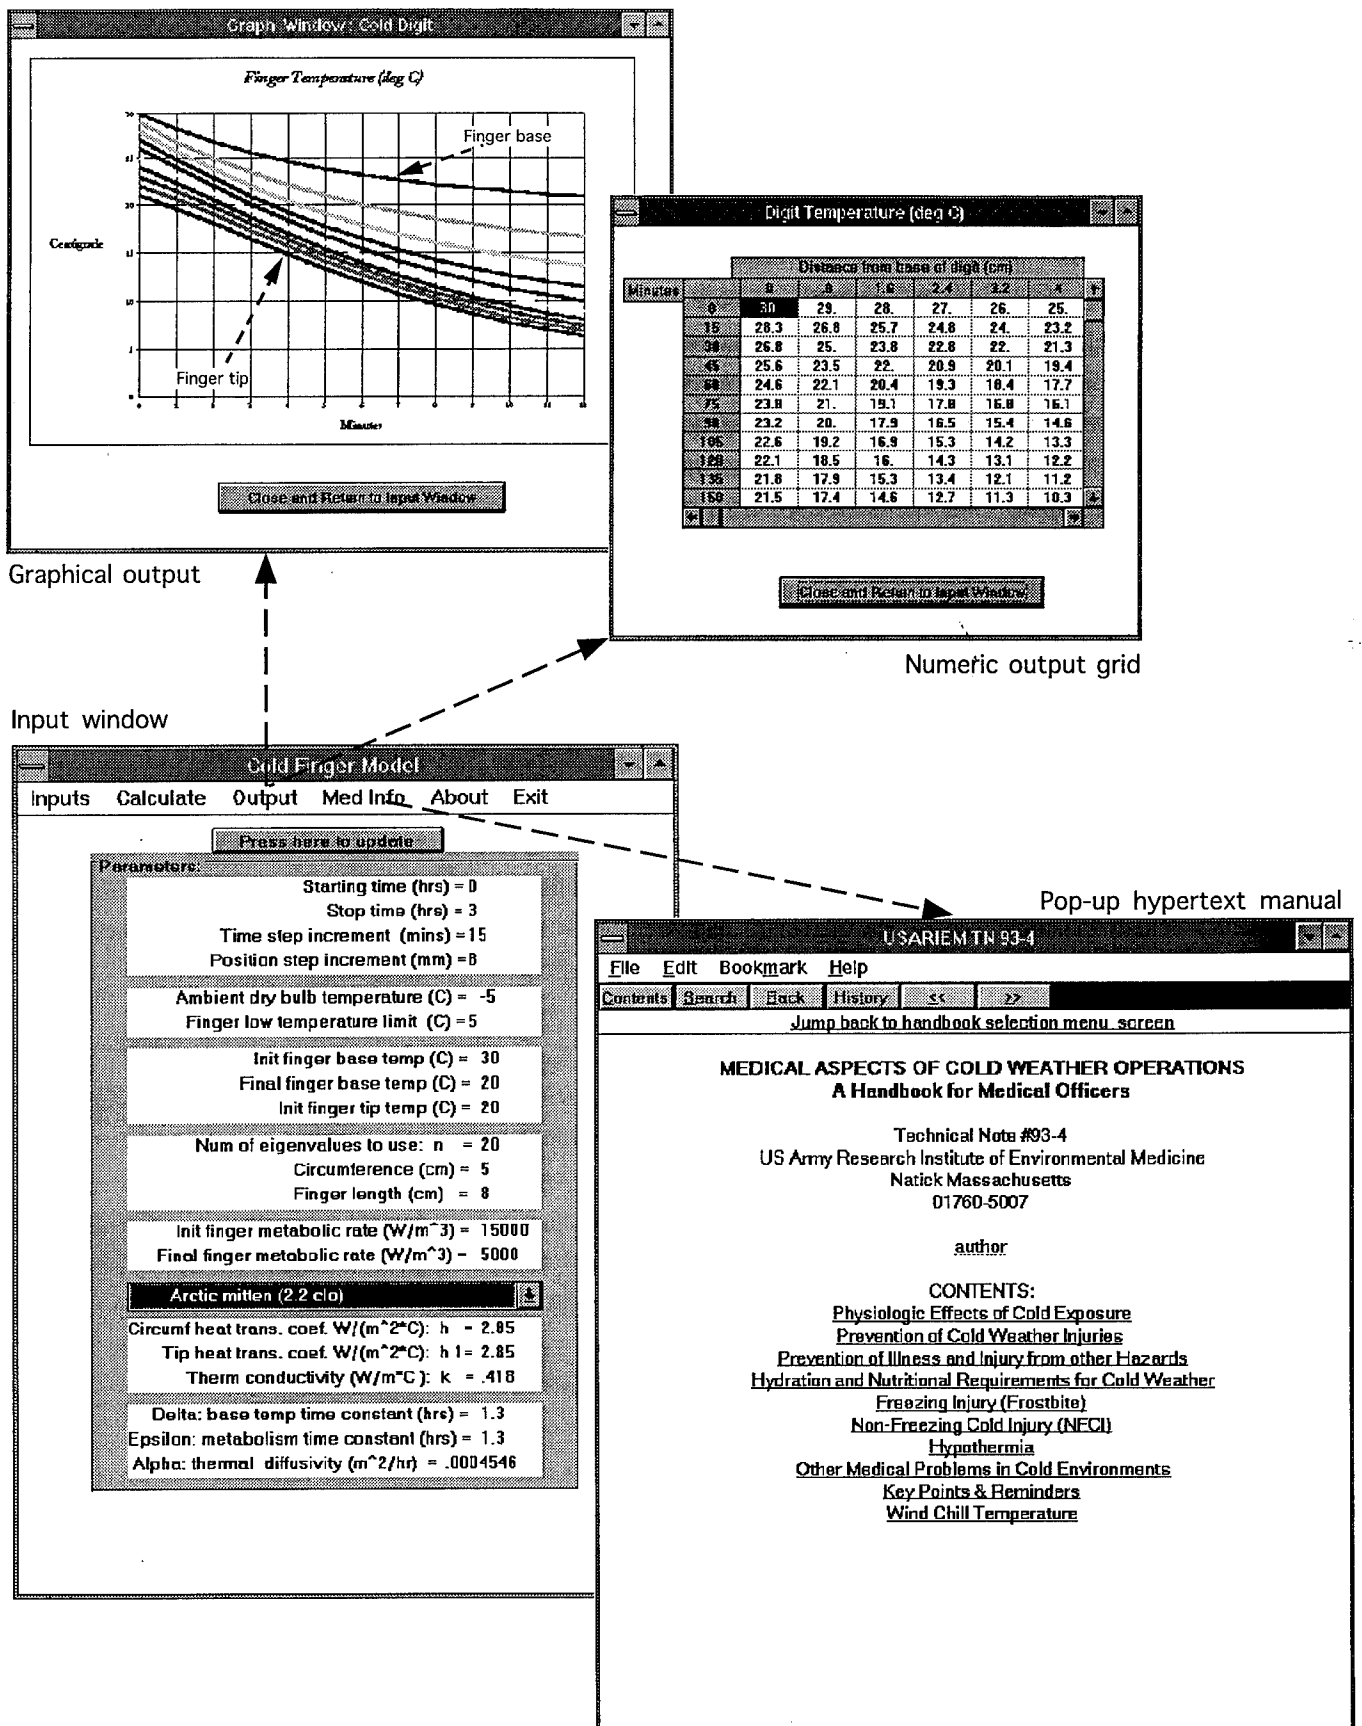 Graph Window: Cold Digit
Finger Temperature (deg C)
Finger base
Centigrade
Finger tip
Minutes
Close and Return to Input Window
Graphical output
Digit Temperature (deg C)
Distance from base of digit (cm)
Minutes 0 .8 1.6 2.4 3.2 4
0 30 29. 28. 27. 26. 25.
15 28.3 26.8 25.7 24.8 24. 23.2
30 26.8 25. 23.8 22.8 22. 21.3
45 25.6 23.5 22. 20.9 20.1 19.4
60 24.6 22.1 20.4 19.3 18.4 17.7
75 23.8 21. 19.1 17.8 16.8 16.1
90 23.2 20. 17.9 16.5 15.4 14.6
105 22.6 19.2 16.9 15.3 14.2 13.3
120 22.1 18.5 16. 14.3 13.1 12.2
135 21.8 17.9 15.3 13.4 12.1 11.2
150 21.5 17.4 14.6 12.7 11.3 10.3
Close and Return to Input Window
Numeric output grid
Input window
Cold Finger Model
Inputs Calculate Output Med Info About Exit
Press here to update
Parameters:
Starting time (hrs) = 0
Stop time (hrs) = 3
Time step increment (mins) = 15
Position step increment (mm) = 8
Ambient dry bulb temperature (C) = -5
Finger low temperature limit (C) = 5
Init finger base temp (C) = 30
Final finger base temp (C) = 20
Init finger tip temp (C) = 20
Num of eigenvalues to use: n = 20
Circumference (cm) = 5
Finger length (cm) = 8
Init finger metabolic rate (W/m^3) = 15000
Final finger metabolic rate (W/m^3) = 5000
Arctic mitten (2.2 clo)
Circumf heat trans. coef. W/(m^2*C): h = 2.85
Tip heat trans. coef. W/(m^2*C): h1= 2.85
Therm conductivity (W/m*C ): k = .418
Delta: base temp time constant (hrs) = 1.3
Epsilon: metabolism time constant (hrs) = 1.3
Alpha: thermal diffusivity (m^2/hr) = .0004546
Pop-up hypertext manual
USARIEM TN 93-4
File Edit Bookmark Help
Contents Search Back History << >>
Jump back to handbook selection menu screen
MEDICAL ASPECTS OF COLD WEATHER OPERATIONS
A Handbook for Medical Officers
Technical Note #93-4
US Army Research Institute of Environmental Medicine
Natick Massachusetts
01760-5007
author
CONTENTS:
Physiologic Effects of Cold Exposure
Prevention of Cold Weather Injuries
Prevention of Illness and Injury from other Hazards
Hydration and Nutritional Requirements for Cold Weather
Freezing Injury (Frostbite)
Non-Freezing Cold Injury (NFCI)
Hypothermia
Other Medical Problems in Cold Environments
Key Points & Reminders
Wind Chill Temperature